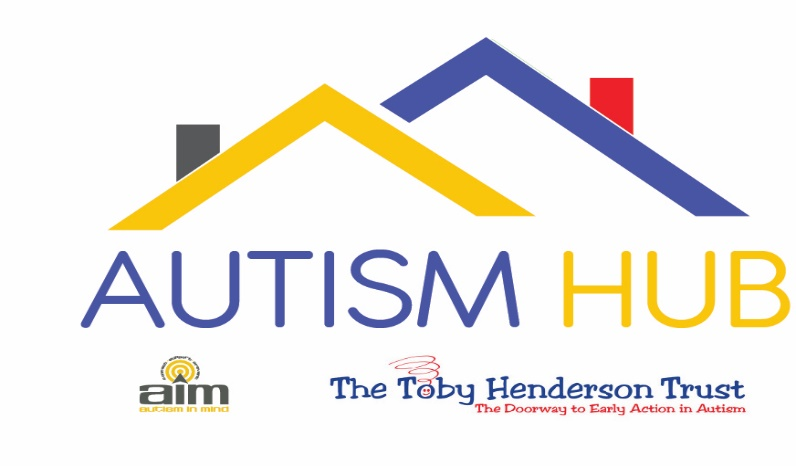 AUTISM HUB
aim
autism in mind
The Toby Henderson Trust
The Doorway to Early Action in Autism